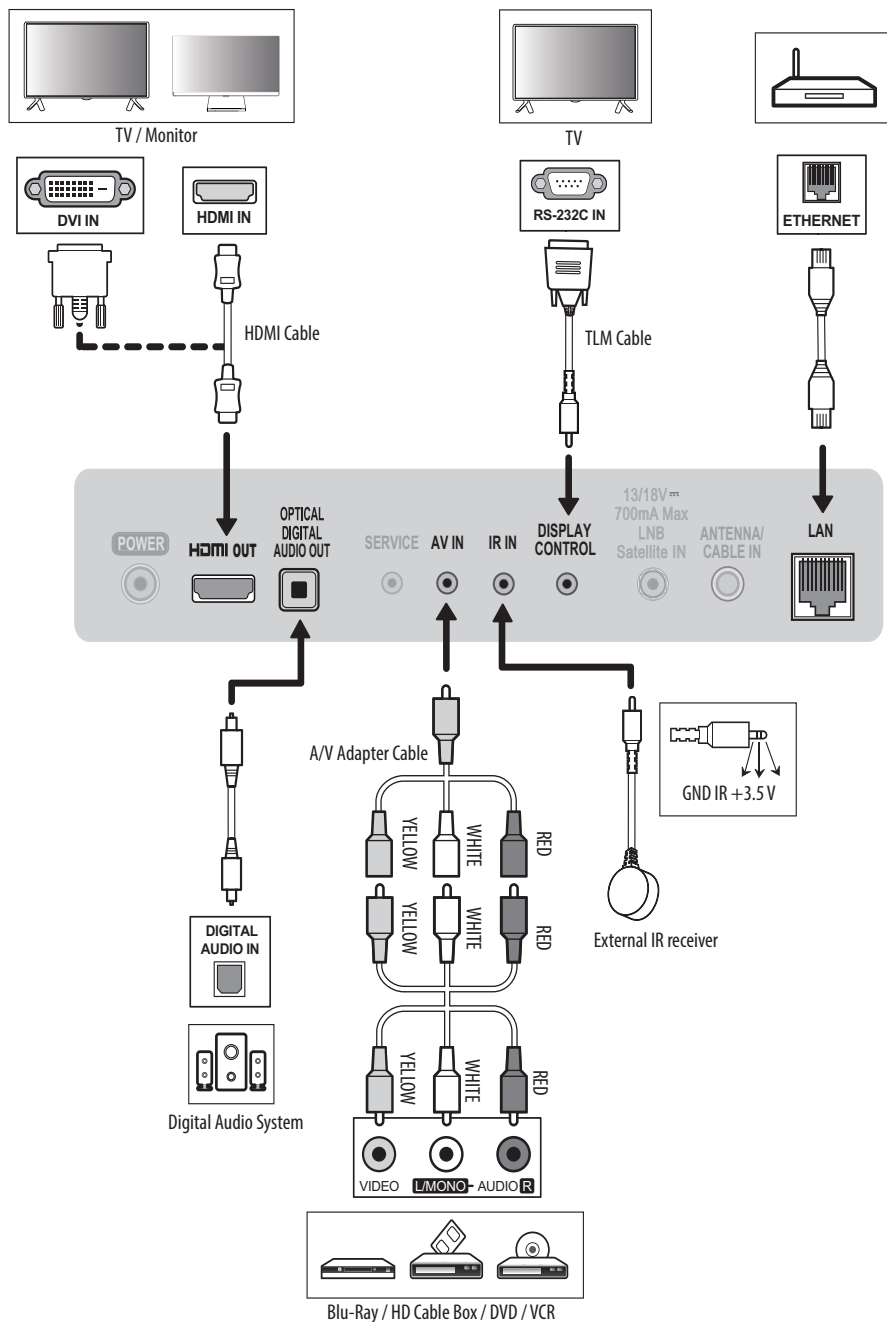 TV / Monitor
TV
DVI IN
HDMI IN
RS-232C IN
ETHERNET
HDMI Cable
TLM Cable
POWER
HDMI OUT
OPTICAL
DIGITAL
AUDIO OUT
SERVICE
AV IN
IR IN
DISPLAY
CONTROL
13/18V⎓
700mA Max
LNB
Satellite IN
ANTENNA/
CABLE IN
LAN
A/V Adapter Cable
GND IR +3.5 V
YELLOW
WHITE
RED
YELLOW
WHITE
RED
External IR receiver
DIGITAL
AUDIO IN
YELLOW
WHITE
RED
Digital Audio System
VIDEO L/MONO- AUDIO R
Blu-Ray / HD Cable Box / DVD / VCR